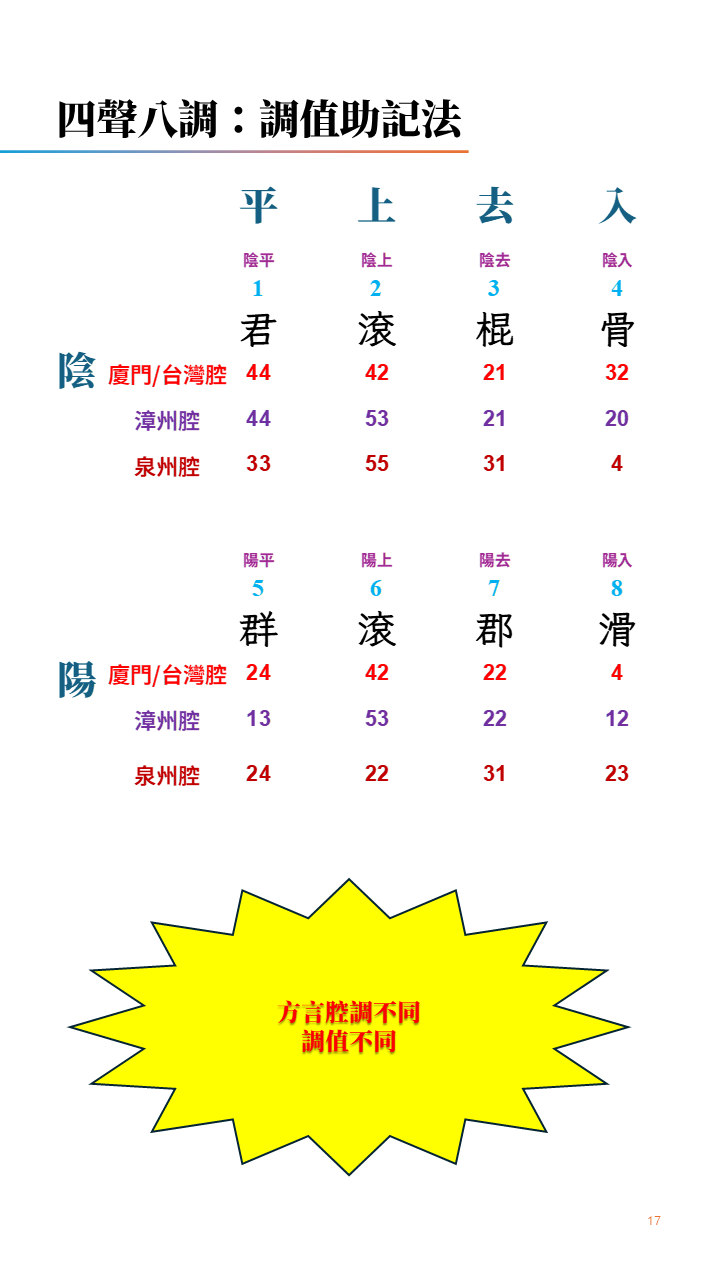 四聲八調：調值助記法
平 上 去 入
陰平 陰上 陰去 陰入
1 2 3 4
君 滾 棍 骨
陰
廈門/台灣腔 44 42 21 32
漳州腔 44 53 21 20
泉州腔 33 55 31 4
陽平 陽上 陽去 陽入
5 6 7 8
群 滾 郡 滑
陽
廈門/台灣腔 24 42 22 4
漳州腔 13 53 22 12
泉州腔 24 22 31 23
方言腔調不同
調值不同
17